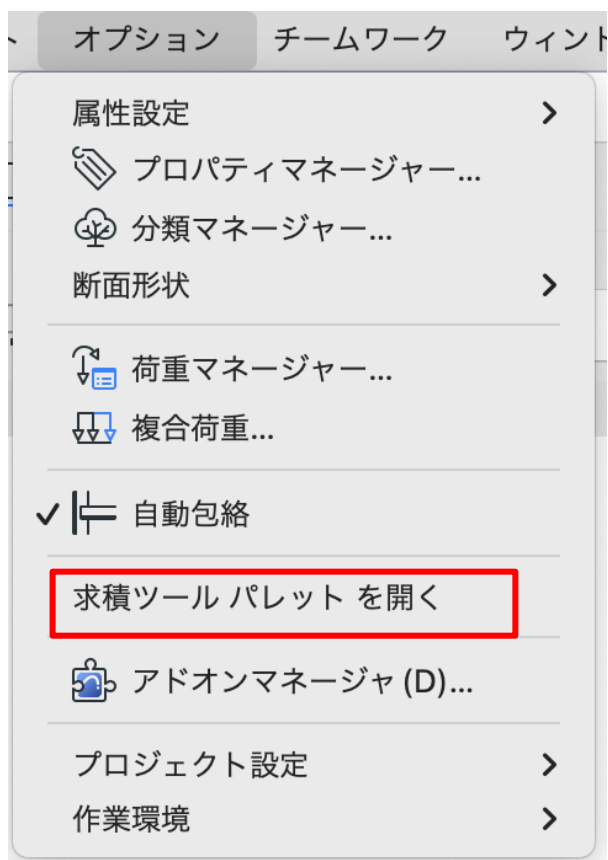 オプション チームワーク ウィント
属性設定
プロパティマネージャー...
分類マネージャー...
断面形状
荷重マネージャー...
複合荷重...
自動包絡
求積ツール パレット を開く
アドオンマネージャ (D)...
プロジェクト設定
作業環境